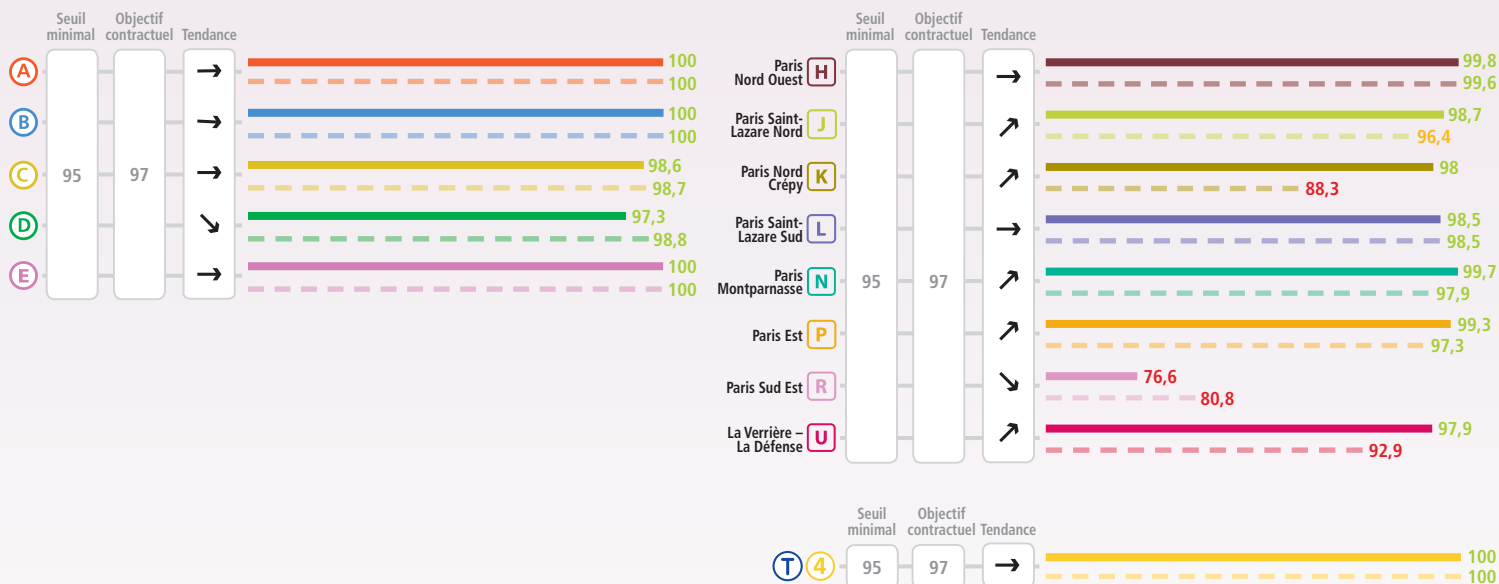 Seuil minimal
Objectif contractuel
Tendance
95
97
A
100
100
B
100
100
C
98,6
98,7
D
97,3
98,8
E
100
100
Seuil minimal
Objectif contractuel
Tendance
95
97
Paris
Nord Ouest
H
99,8
99,6
Paris Saint-
Lazare Nord
J
98,7
96,4
Paris Nord
Crépy
K
98
88,3
Paris Saint-
Lazare Sud
L
98,5
98,5
Paris
Montparnasse
N
99,7
97,9
Paris Est
P
99,3
97,3
Paris Sud Est
R
76,6
80,8
La Verrière –
La Défense
U
97,9
92,9
Seuil minimal
Objectif contractuel
Tendance
T 4
95
97
100
100